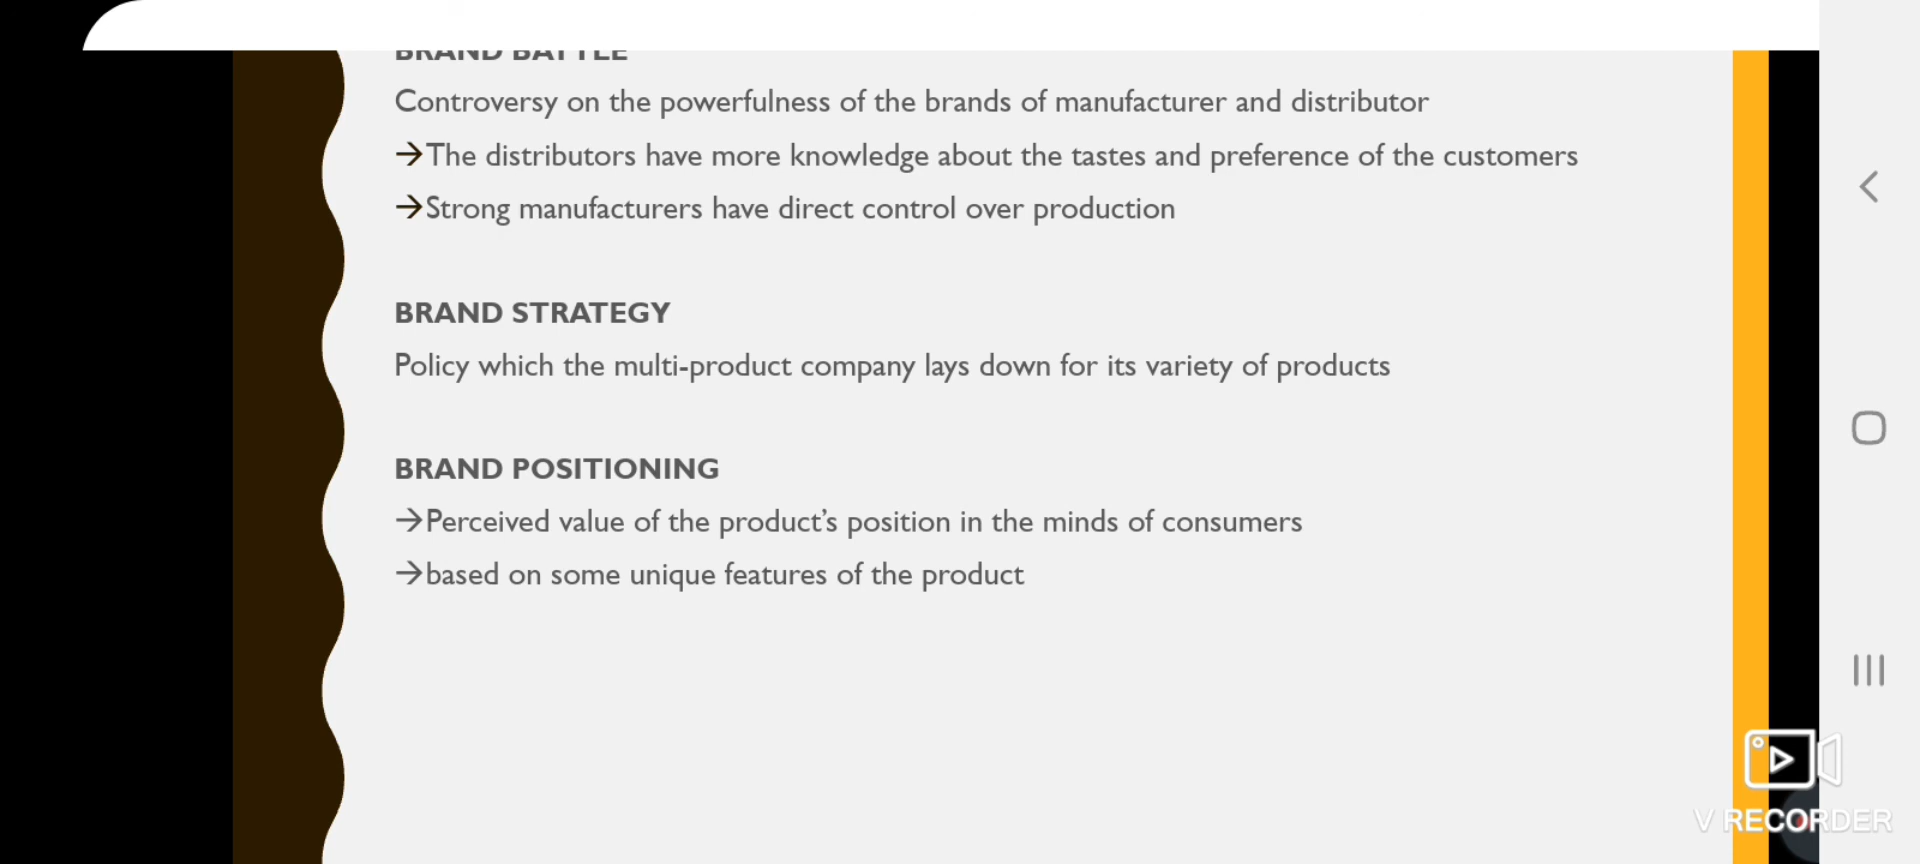 BRAND BATTLE
Controversy on the powerfulness of the brands of manufacturer and distributor
→The distributors have more knowledge about the tastes and preference of the customers
→Strong manufacturers have direct control over production
BRAND STRATEGY
Policy which the multi-product company lays down for its variety of products
BRAND POSITIONING
→Perceived value of the product’s position in the minds of consumers
→based on some unique features of the product
V RECORDER